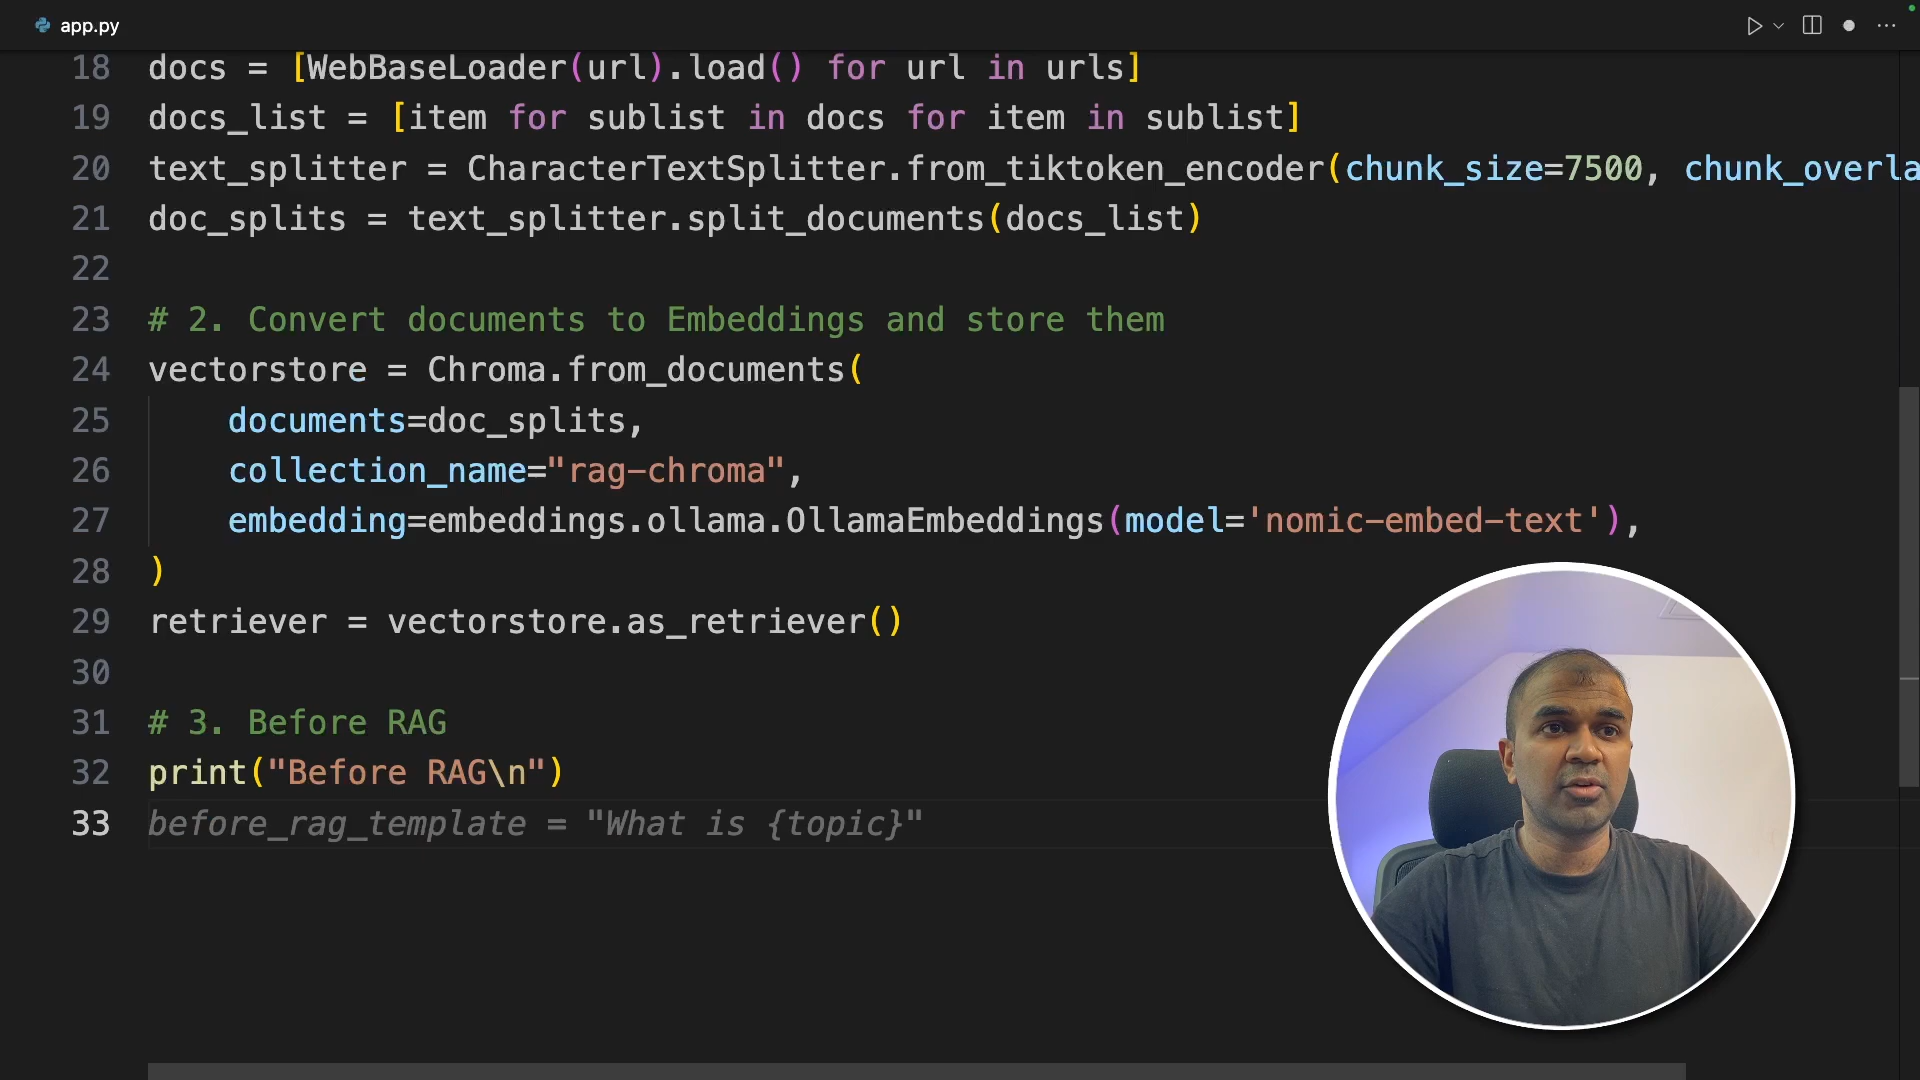 app.py
18 docs = [WebBaseLoader(url).load() for url in urls]
19 docs_list = [item for sublist in docs for item in sublist]
20 text_splitter = CharacterTextSplitter.from_tiktoken_encoder(chunk_size=7500, chunk_overla
21 doc_splits = text_splitter.split_documents(docs_list)
22
23 # 2. Convert documents to Embeddings and store them
24 vectorstore = Chroma.from_documents(
25 documents=doc_splits,
26 collection_name="rag-chroma",
27 embedding=embeddings.ollama.OllamaEmbeddings(model='nomic-embed-text'),
28 )
29 retriever = vectorstore.as_retriever()
30
31 # 3. Before RAG
32 print("Before RAG\n")
33 before_rag_template = "What is {topic}"